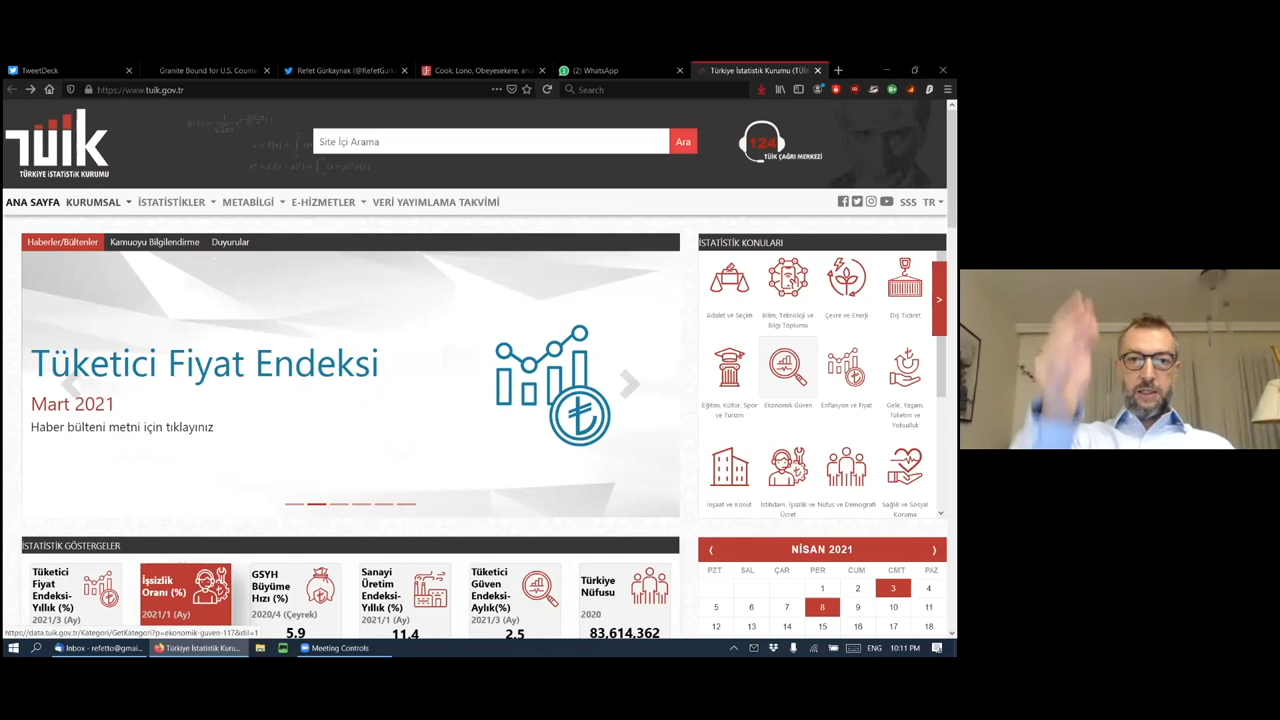 TweetDeck
Granite Bound for U.S. Counte
Refet Gürkaynak (@RefetGurk
Cook, Lono, Obeyesekere, and
(2) WhatsApp
Türkiye İstatistik Kurumu (TÜİK
https://www.tuik.gov.tr
Search
TÜİK
TÜRKİYE İSTATİSTİK KURUMU
Site İçi Arama
Ara
124
TÜİK ÇAĞRI MERKEZİ
ANA SAYFA KURUMSAL İSTATİSTİKLER METABİLGİ E-HİZMETLER VERİ YAYIMLAMA TAKVİMİ
SSS TR
Haberler/Bültenler Kamuoyu Bilgilendirme Duyurular
Tüketici Fiyat Endeksi
Mart 2021
Haber bülteni metni için tıklayınız
İSTATİSTİK KONULARI
Adalet ve Seçim
Bilim, Teknoloji ve
Bilgi Toplumu
Çevre ve Enerji
Dış Ticaret
Eğitim, Kültür, Spor
ve Turizm
Ekonomik Güven
Enflasyon ve Fiyat
Gelir, Yaşam,
Tüketim ve
Yoksulluk
İnşaat ve Konut
İstihdam, İşsizlik ve
Ücret
Nüfus ve Demografi
Sağlık ve Sosyal
Koruma
İSTATİSTİK GÖSTERGELER
Tüketici
Fiyat
Endeksi-
Yıllık (%)
2021/3 (Ay)
İşsizlik
Oranı (%)
2021/1 (Ay)
GSYH
Büyüme
Hızı (%)
2020/4 (Çeyrek)
5.9
Sanayi
Üretim
Endeksi-
Yıllık (%)
2021/1 (Ay)
11.4
Tüketici
Güven
Endeksi-
Aylık(%)
2021/3 (Ay)
2.5
Türkiye
Nüfusu
2020
83.614.362
NİSAN 2021
PZT SAL ÇAR PER CUM CMT PAZ
1 2 3 4
5 6 7 8 9 10 11
12 13 14 15 16 17 18
https://data.tuik.gov.tr/Kategori/GetKategori?p=ekonomik-guven-117&dil=1
Inbox - refetto@gmai...
Türkiye İstatistik Kuru...
Meeting Controls
ENG
10:11 PM